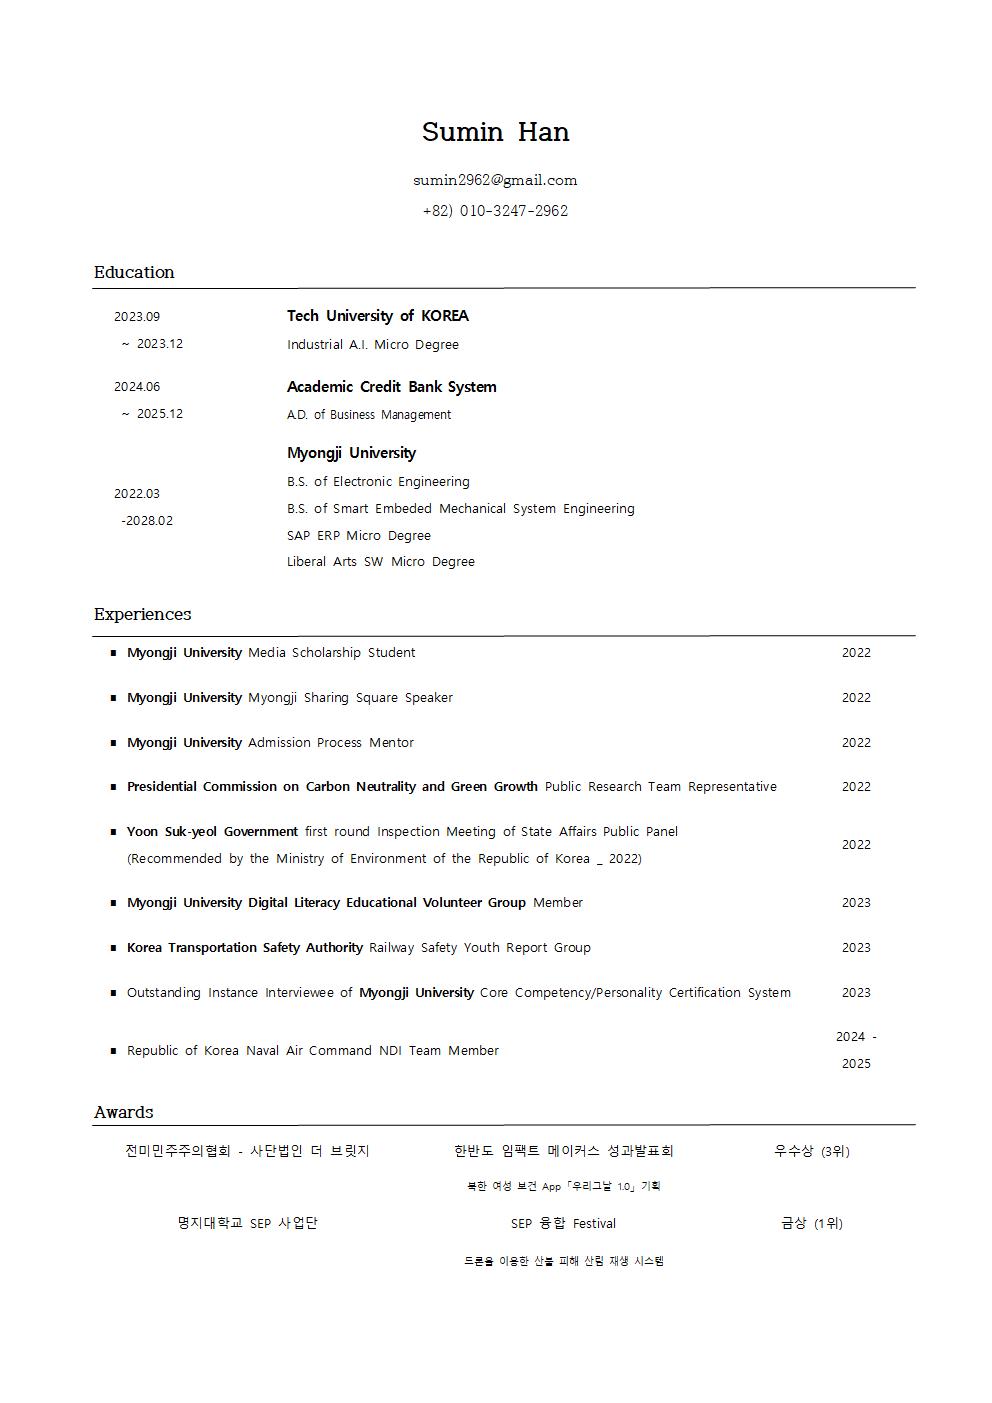 Sumin Han
sumin2962@gmail.com
+82) 010-3247-2962
Education
2023.09
~ 2023.12
Tech University of KOREA
Industrial A.I. Micro Degree
2024.06
~ 2025.12
Academic Credit Bank System
A.D. of Business Management
2022.03
-2028.02
Myongji University
B.S. of Electronic Engineering
B.S. of Smart Embeded Mechanical System Engineering
SAP ERP Micro Degree
Liberal Arts SW Micro Degree
Experiences
▪ Myongji University Media Scholarship Student 2022
▪ Myongji University Myongji Sharing Square Speaker 2022
▪ Myongji University Admission Process Mentor 2022
▪ Presidential Commission on Carbon Neutrality and Green Growth Public Research Team Representative 2022
▪ Yoon Suk-yeol Government first round Inspection Meeting of State Affairs Public Panel
(Recommended by the Ministry of Environment of the Republic of Korea _ 2022)
2022
▪ Myongji University Digital Literacy Educational Volunteer Group Member 2023
▪ Korea Transportation Safety Authority Railway Safety Youth Report Group 2023
▪ Outstanding Instance Interviewee of Myongji University Core Competency/Personality Certification System 2023
▪ Republic of Korea Naval Air Command NDI Team Member
2024 -
2025
Awards
전미민주주의협회 - 사단법인 더 브릿지 한반도 임팩트 메이커스 성과발표회 우수상 (3위)
북한 여성 보건 App「우리그날 1.0」기획
명지대학교 SEP 사업단 SEP 융합 Festival 금상 (1위)
드론을 이용한 산불 피해 산림 재생 시스템